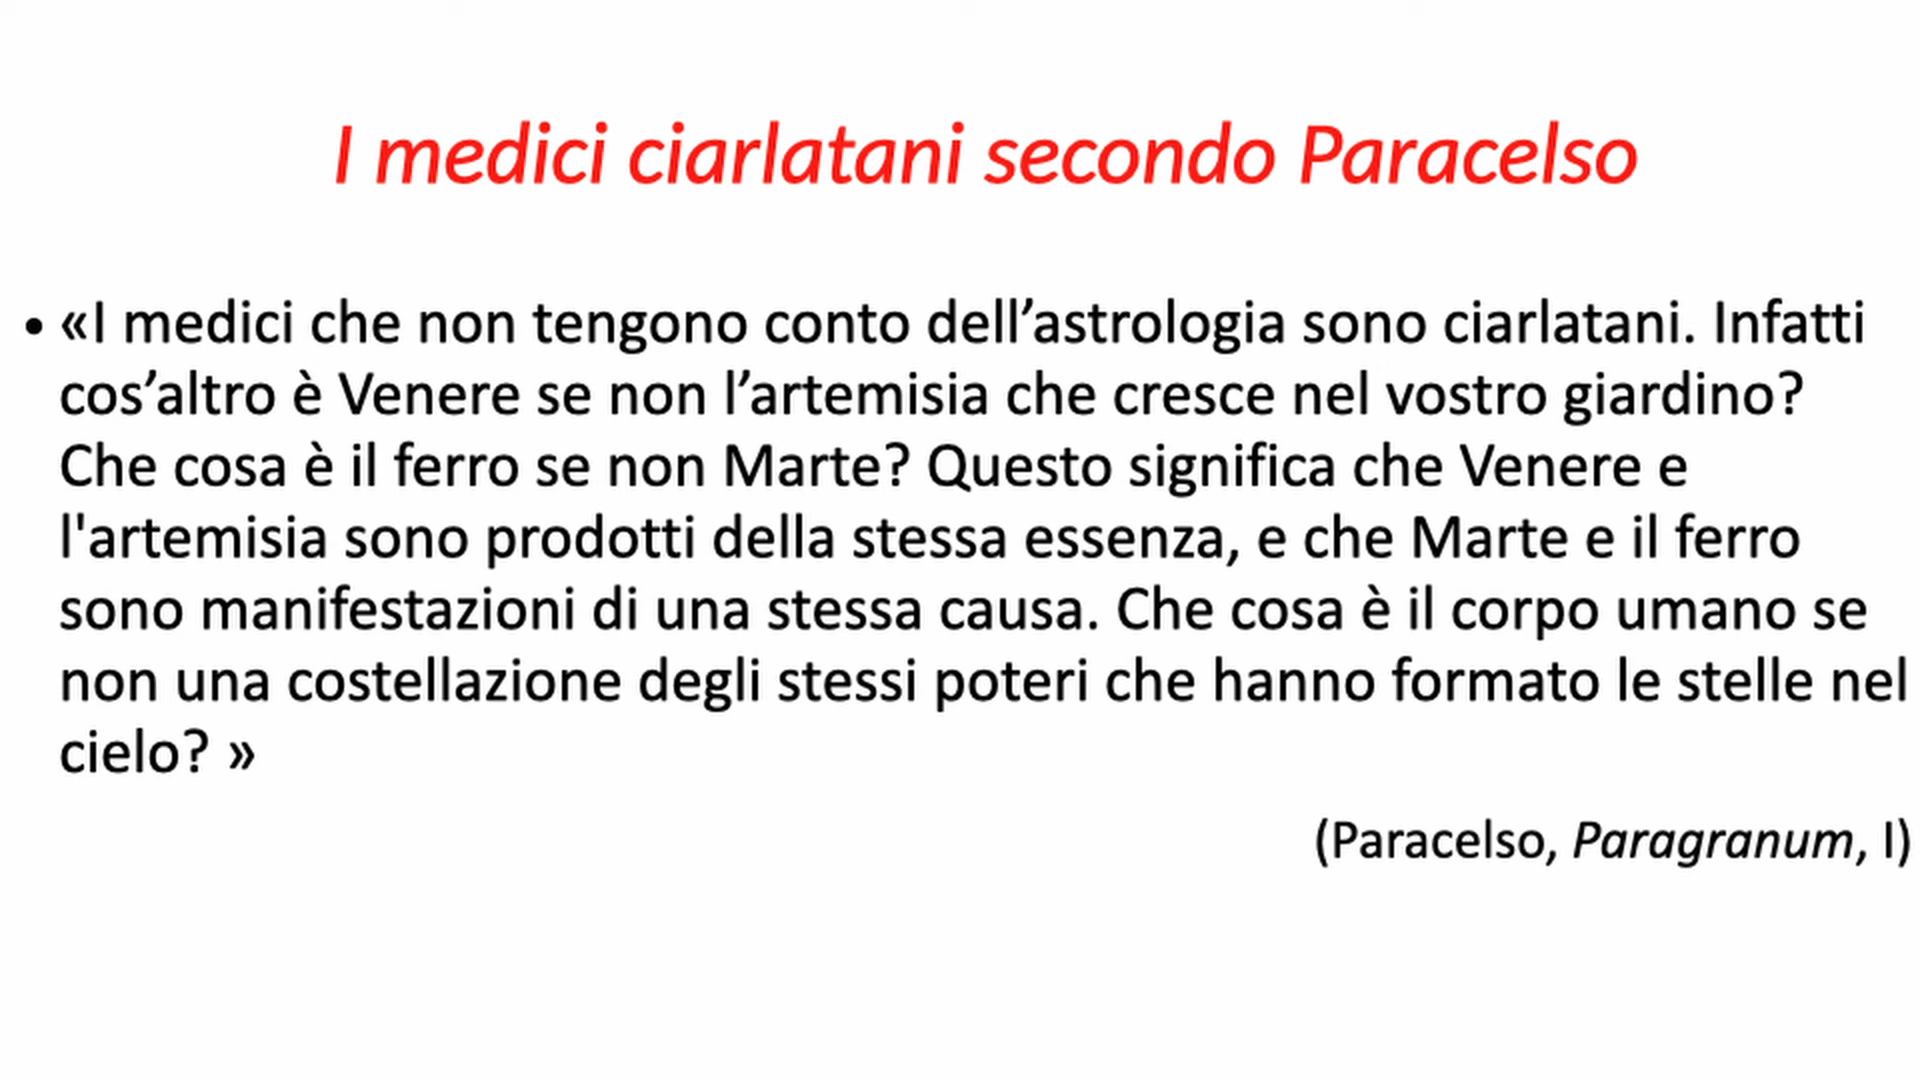 I medici ciarlatani secondo Paracelso
• «I medici che non tengono conto dell’astrologia sono ciarlatani. Infatti
cos’altro è Venere se non l’artemisia che cresce nel vostro giardino?
Che cosa è il ferro se non Marte? Questo significa che Venere e
l'artemisia sono prodotti della stessa essenza, e che Marte e il ferro
sono manifestazioni di una stessa causa. Che cosa è il corpo umano se
non una costellazione degli stessi poteri che hanno formato le stelle nel
cielo? »
(Paracelso, Paragranum, I)